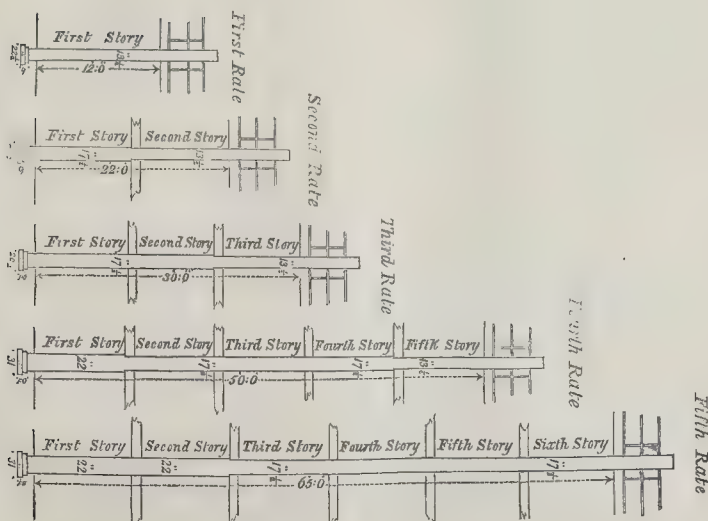 First Rate
First Story
12:0"
Second Rate
First Story Second Story
22:0
Third Rate
First Story Second Story Third Story
30:0"
Fourth Rate
First Story Second Story Third Story Fourth Story Fifth Story
22"
50:0
Fifth Rate
First Story Second Story Third Story Fourth Story Fifth Story Sixth Story
22" 22"
65:0